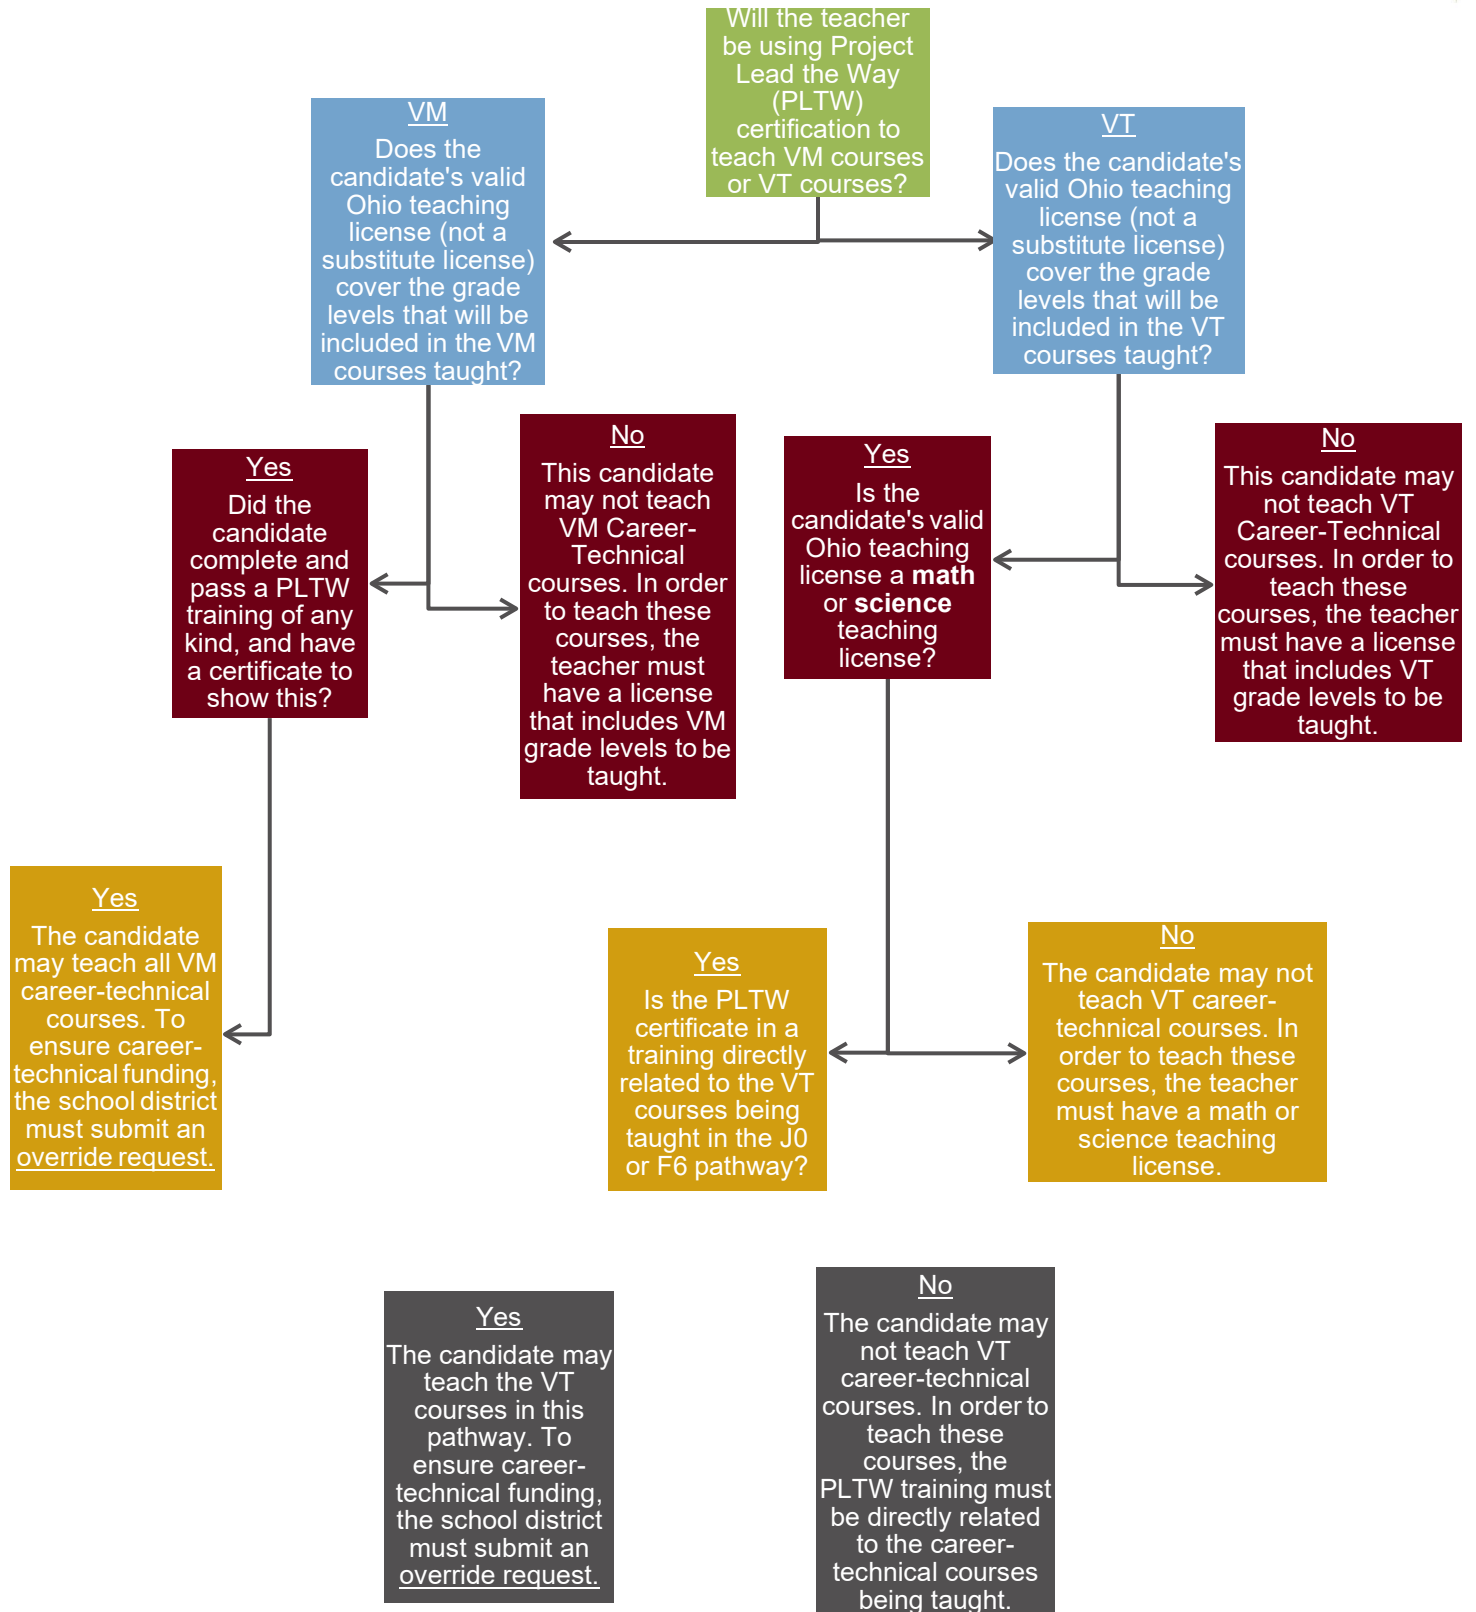 Will the teacher
be using Project
Lead the Way
(PLTW)
certification to
teach VM courses
or VT courses?
VM
Does the
candidate's valid
Ohio teaching
license (not a
substitute license)
cover the grade
levels that will be
included in the VM
courses taught?
VT
Does the candidate's
valid Ohio teaching
license (not a
substitute license)
cover the grade
levels that will be
included in the VT
courses taught?
Yes
Did the
candidate
complete and
pass a PLTW
training of any
kind, and have
a certificate to
show this?
No
This candidate
may not teach
VM Career-
Technical
courses. In order
to teach these
courses, the
teacher must
have a license
that includes VM
grade levels to be
taught.
Yes
Is the
candidate's valid
Ohio teaching
license a math
or science
teaching
license?
No
This candidate may
not teach VT
Career-Technical
courses. In order to
teach these
courses, the teacher
must have a license
that includes VT
grade levels to be
taught.
Yes
The candidate
may teach all VM
career-technical
courses. To
ensure career-
technical funding,
the school district
must submit an
override request.
Yes
Is the PLTW
certificate in a
training directly
related to the VT
courses being
taught in the J0
or F6 pathway?
No
The candidate may not
teach VT career-
technical courses. In
order to teach these
courses, the teacher
must have a math or
science teaching
license.
Yes
The candidate may
teach the VT
courses in this
pathway. To
ensure career-
technical funding,
the school district
must submit an
override request.
No
The candidate may
not teach VT
career-technical
courses. In order to
teach these
courses, the
PLTW training must
be directly related
to the career-
technical courses
being taught.